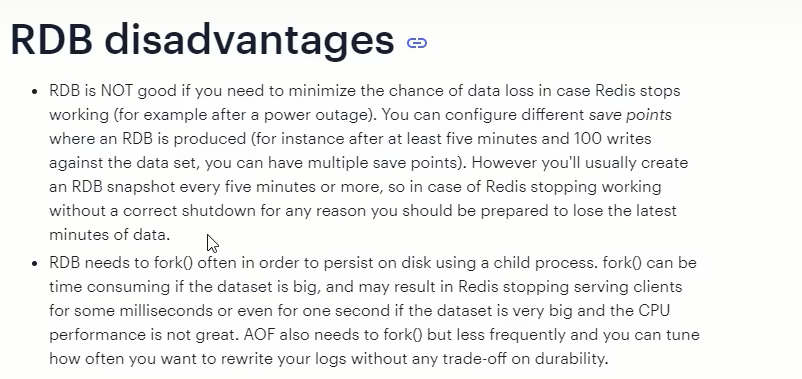 RDB disadvantages
• RDB is NOT good if you need to minimize the chance of data loss in case Redis stops
working (for example after a power outage). You can configure different save points
where an RDB is produced (for instance after at least five minutes and 100 writes
against the data set, you can have multiple save points). However you'll usually create
an RDB snapshot every five minutes or more, so in case of Redis stopping working
without a correct shutdown for any reason you should be prepared to lose the latest
minutes of data.
• RDB needs to fork() often in order to persist on disk using a child process. fork() can be
time consuming if the dataset is big, and may result in Redis stopping serving clients
for some milliseconds or even for one second if the dataset is very big and the CPU
performance is not great. AOF also needs to fork() but less frequently and you can tune
how often you want to rewrite your logs without any trade-off on durability.